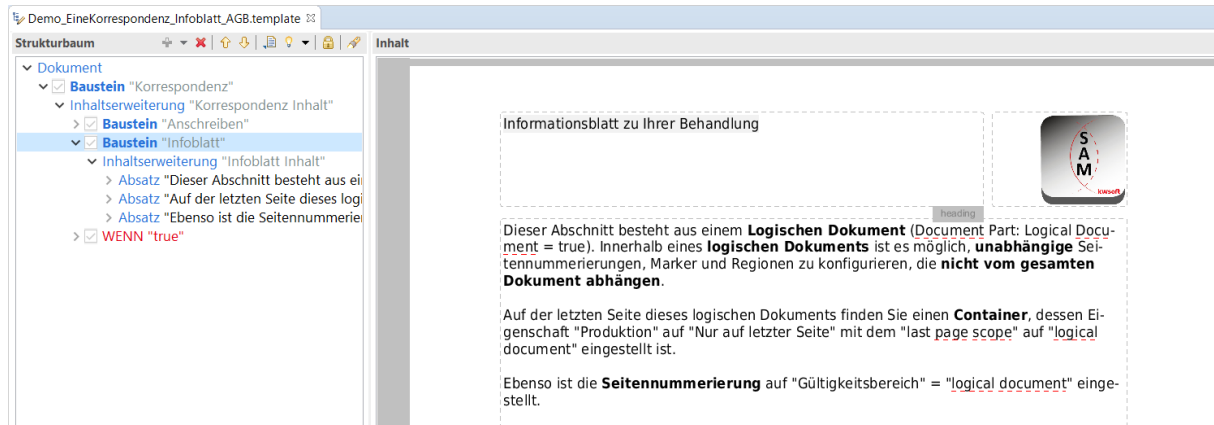 Demo_EineKorrespondenz_Infoblatt_AGB.template
Strukturbaum
Inhalt
Dokument
Baustein "Korrespondenz"
Inhaltserweiterung "Korrespondenz Inhalt"
Baustein "Anschreiben"
Baustein "Infoblatt"
Inhaltserweiterung "Infoblatt Inhalt"
Absatz "Dieser Abschnitt besteht aus ei
Absatz "Auf der letzten Seite dieses logi
Absatz "Ebenso ist die Seitennummerie
WENN "true"
Informationsblatt zu Ihrer Behandlung
S
A
M
kwsoft
heading
Dieser Abschnitt besteht aus einem Logischen Dokument (Document Part: Logical Docu-
ment = true). Innerhalb eines logischen Dokuments ist es möglich, unabhängige Sei-
tennummerierungen, Marker und Regionen zu konfigurieren, die nicht vom gesamten
Dokument abhängen.
Auf der letzten Seite dieses logischen Dokuments finden Sie einen Container, dessen Ei-
genschaft "Produktion" auf "Nur auf letzter Seite" mit dem "last page scope" auf "logical
document" eingestellt ist.
Ebenso ist die Seitennummerierung auf "Gültigkeitsbereich" = "logical document" einge-
stellt.